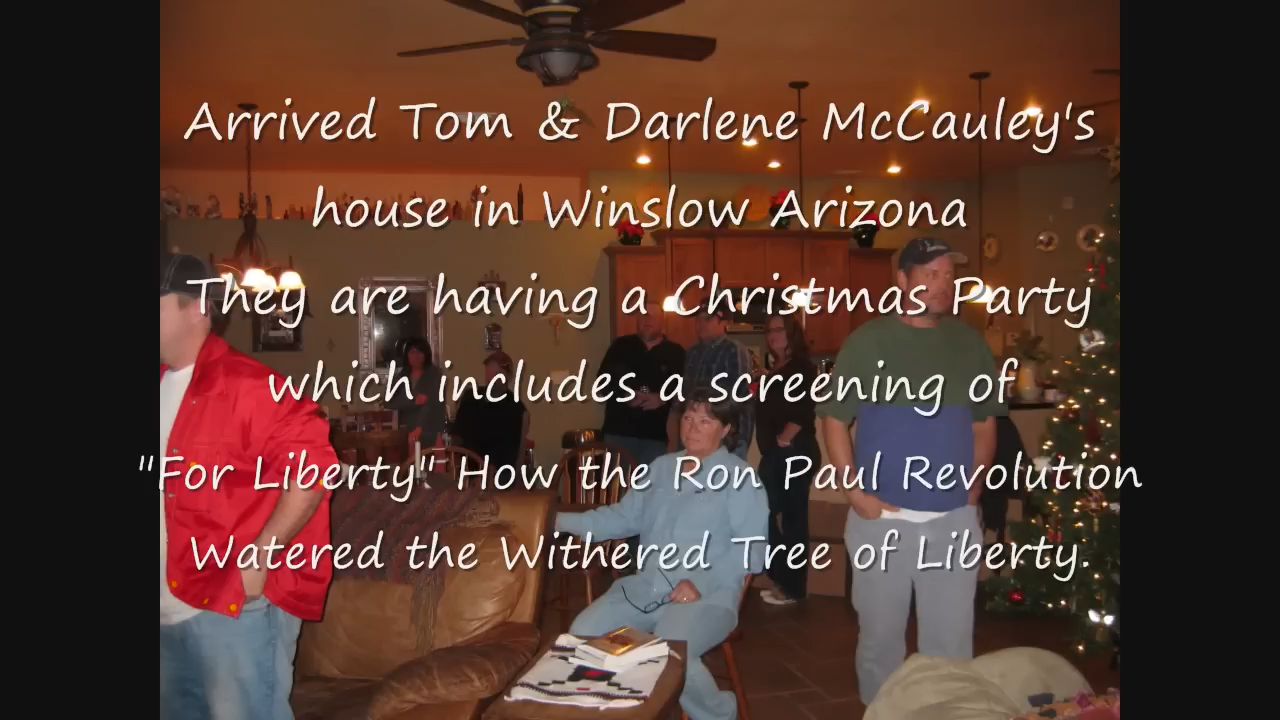 Arrived Tom & Darlene McCauley's
house in Winslow Arizona
They are having a Christmas Party
which includes a screening of
"For Liberty" How the Ron Paul Revolution
Watered the Withered Tree of Liberty.